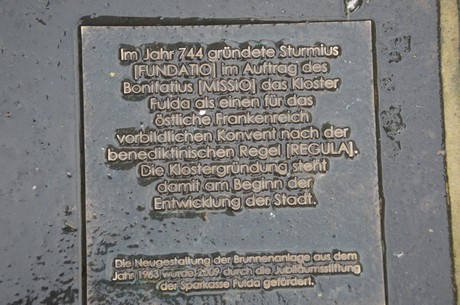 Im Jahr 744 gründete Sturmius
[FUNDATIO] im Auftrag des
Bonifatius [MISSIO] das Kloster
Fulda als einen für das
östliche Frankenreich
vorbildlichen Konvent nach der
benediktinischen Regel [REGULA].
Die Klostergründung steht
damit am Beginn der
Entwicklung der Stadt.
Die Neugestaltung der Brunnenanlage aus dem
Jahr 1963 wurde 2009 durch die Jubiläumsstiftung
der Sparkasse Fulda gefördert.